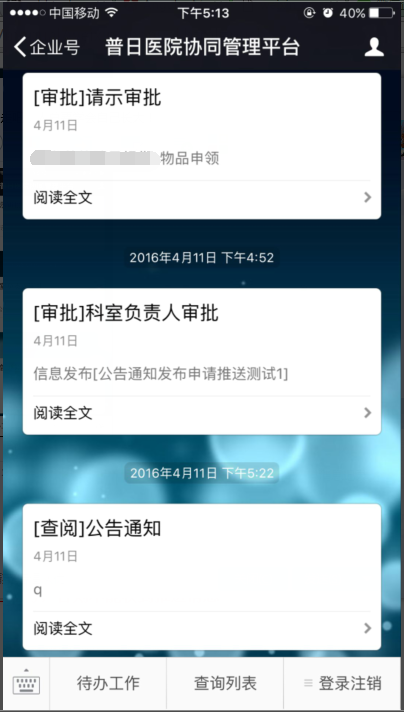 中国移动 下午5:13 40%
企业号 普日医院协同管理平台
[审批]请示审批
4月11日
物品申领
阅读全文
2016年4月11日 下午4:52
[审批]科室负责人审批
4月11日
信息发布[公告通知发布申请推送测试1]
阅读全文
2016年4月11日 下午5:22
[查阅]公告通知
4月11日
q
阅读全文
待办工作 查询列表 登录注销